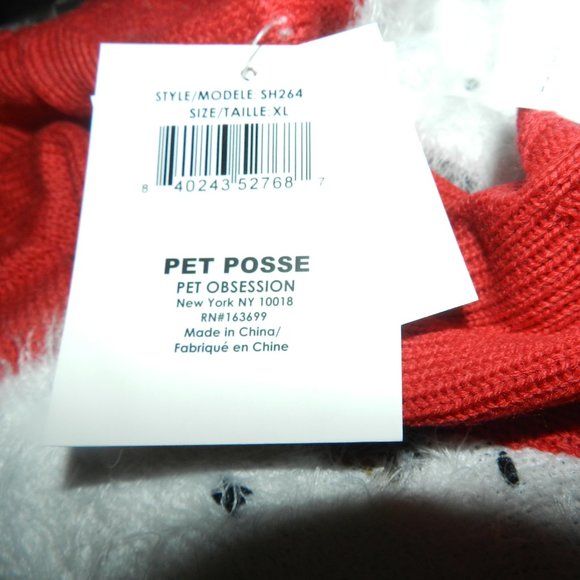 STYLE/MODELE: SH264
SIZE/TAILLE: XL
8 40243 52768 7
PET POSSE
PET OBSESSION
New York NY 10018
RN#163699
Made in China/
Fabriqué en Chine